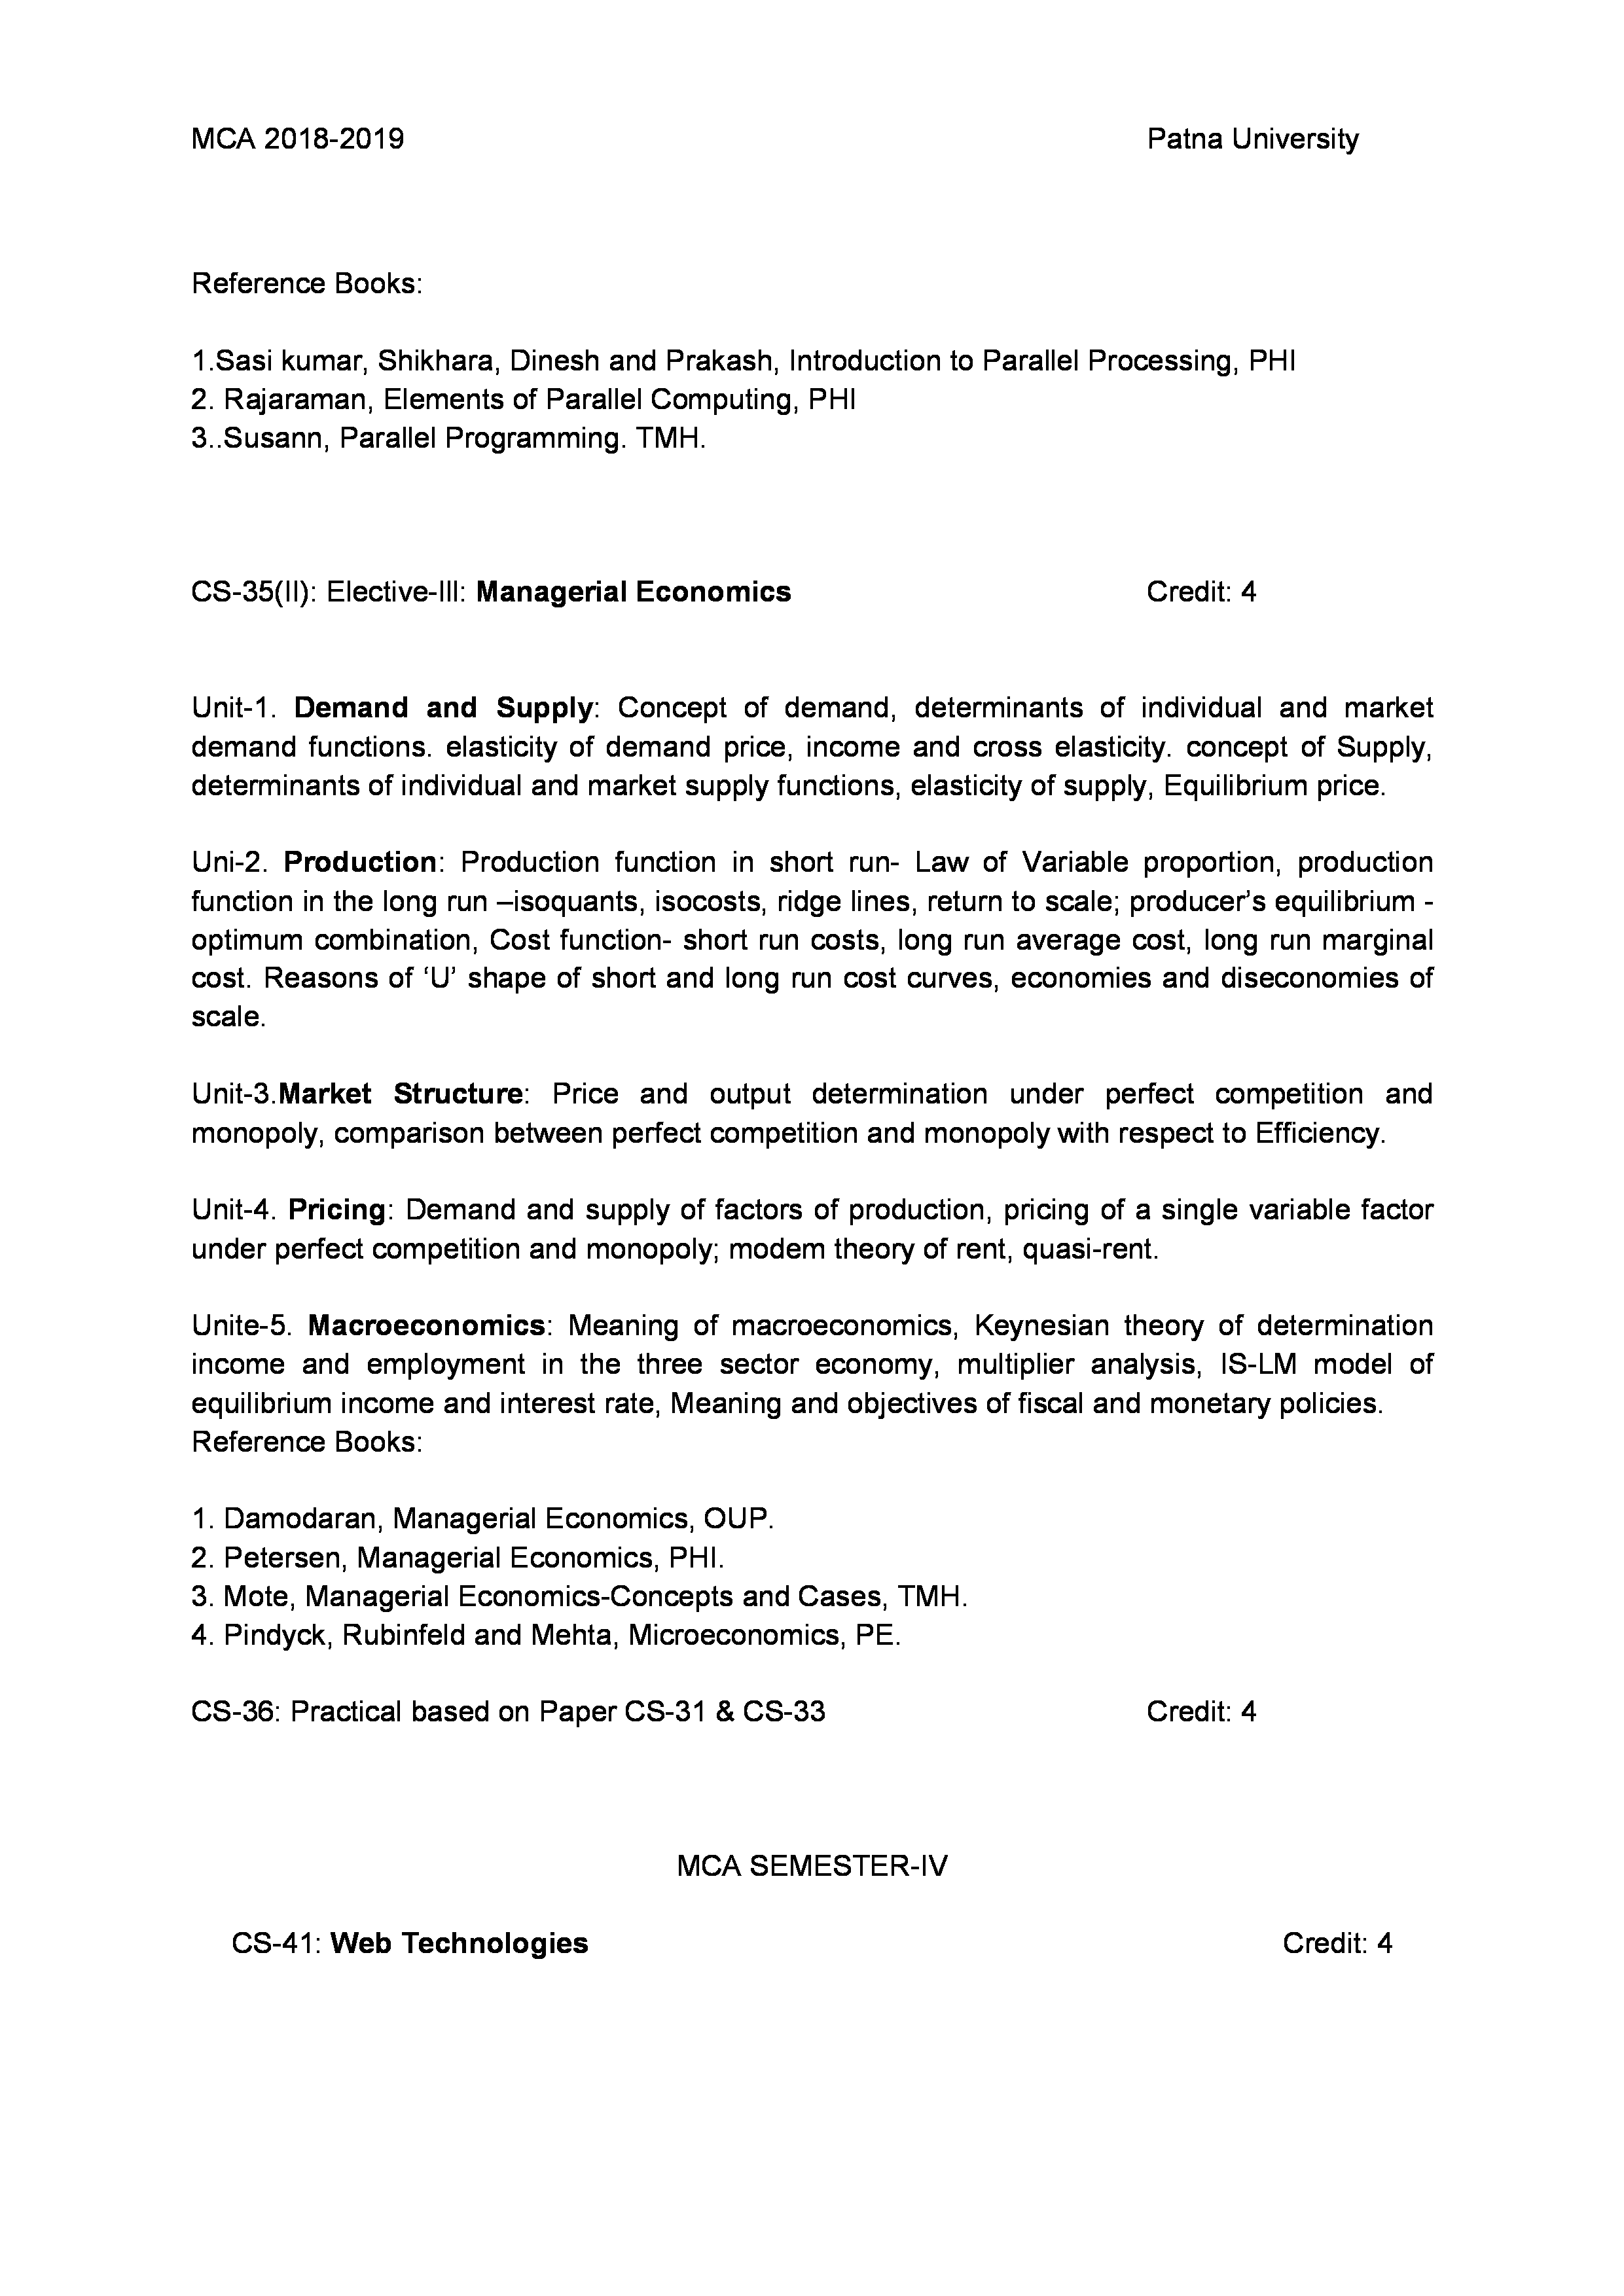 MCA 2018-2019 Patna University
Reference Books:
1.Sasi kumar, Shikhara, Dinesh and Prakash, Introduction to Parallel Processing, PHI
2. Rajaraman, Elements of Parallel Computing, PHI
3..Susann, Parallel Programming. TMH.
CS-35(II): Elective-III: Managerial Economics Credit: 4
Unit-1. Demand and Supply: Concept of demand, determinants of individual and market
demand functions. elasticity of demand price, income and cross elasticity. concept of Supply,
determinants of individual and market supply functions, elasticity of supply, Equilibrium price.
Uni-2. Production: Production function in short run- Law of Variable proportion, production
function in the long run –isoquants, isocosts, ridge lines, return to scale; producer’s equilibrium -
optimum combination, Cost function- short run costs, long run average cost, long run marginal
cost. Reasons of ‘U’ shape of short and long run cost curves, economies and diseconomies of
scale.
Unit-3.Market Structure: Price and output determination under perfect competition and
monopoly, comparison between perfect competition and monopoly with respect to Efficiency.
Unit-4. Pricing: Demand and supply of factors of production, pricing of a single variable factor
under perfect competition and monopoly; modem theory of rent, quasi-rent.
Unite-5. Macroeconomics: Meaning of macroeconomics, Keynesian theory of determination
income and employment in the three sector economy, multiplier analysis, IS-LM model of
equilibrium income and interest rate, Meaning and objectives of fiscal and monetary policies.
Reference Books:
1. Damodaran, Managerial Economics, OUP.
2. Petersen, Managerial Economics, PHI.
3. Mote, Managerial Economics-Concepts and Cases, TMH.
4. Pindyck, Rubinfeld and Mehta, Microeconomics, PE.
CS-36: Practical based on Paper CS-31 & CS-33 Credit: 4
MCA SEMESTER-IV
CS-41: Web Technologies Credit: 4